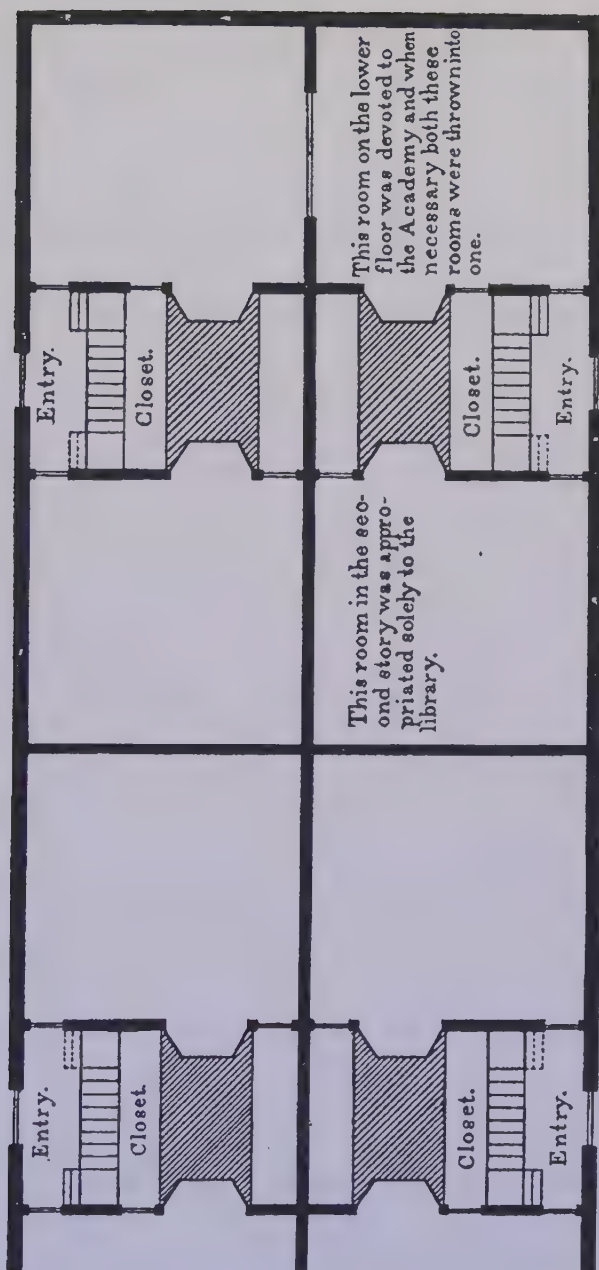 Entry.
Entry.
Closet.
Closet.
This room in the sec-
ond story was appro-
priated solely to the
library.
This room on the lower
floor was devoted to
the Academy and when
necessary both these
rooms were thrown into
one.
Closet.
Closet.
Entry.
Entry.